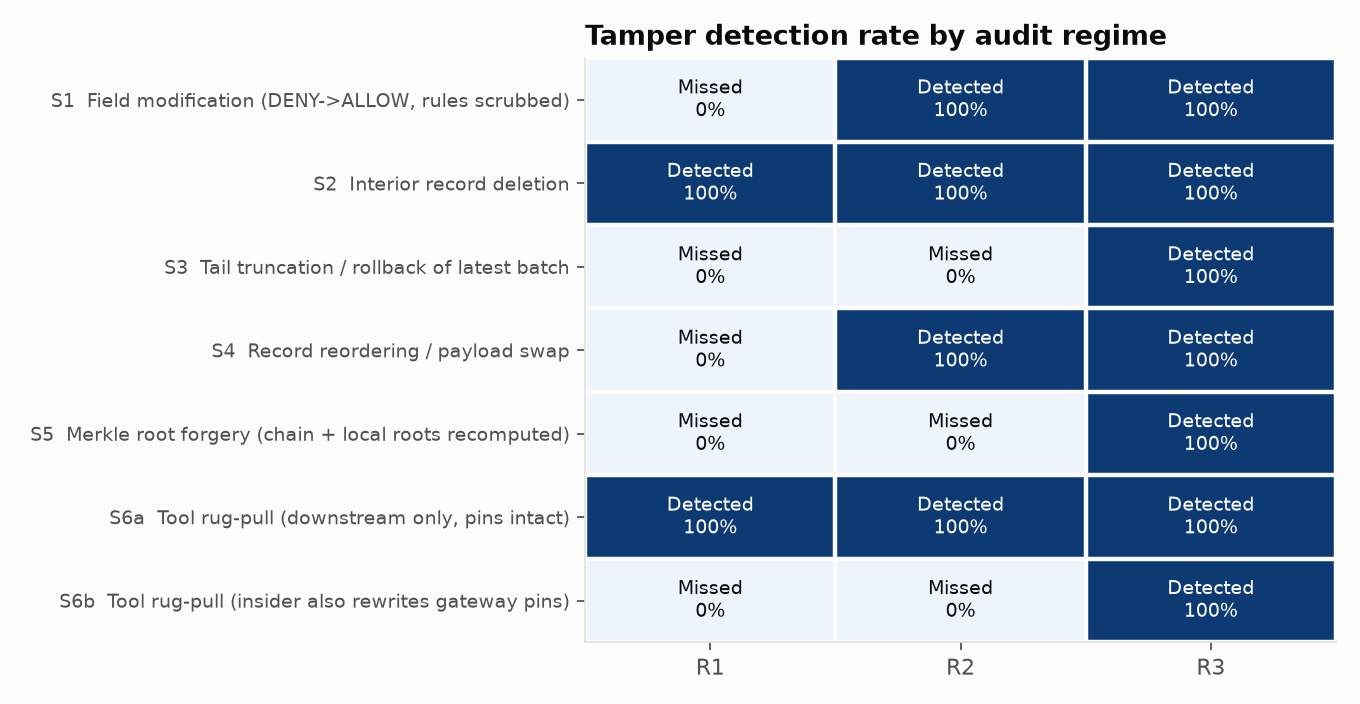 Tamper detection rate by audit regime
S1  Field modification (DENY->ALLOW, rules scrubbed)
Missed
0%
Detected
100%
Detected
100%
S2  Interior record deletion
Detected
100%
Detected
100%
Detected
100%
S3  Tail truncation / rollback of latest batch
Missed
0%
Missed
0%
Detected
100%
S4  Record reordering / payload swap
Missed
0%
Detected
100%
Detected
100%
S5  Merkle root forgery (chain + local roots recomputed)
Missed
0%
Missed
0%
Detected
100%
S6a  Tool rug-pull (downstream only, pins intact)
Detected
100%
Detected
100%
Detected
100%
S6b  Tool rug-pull (insider also rewrites gateway pins)
Missed
0%
Missed
0%
Detected
100%
R1
R2
R3